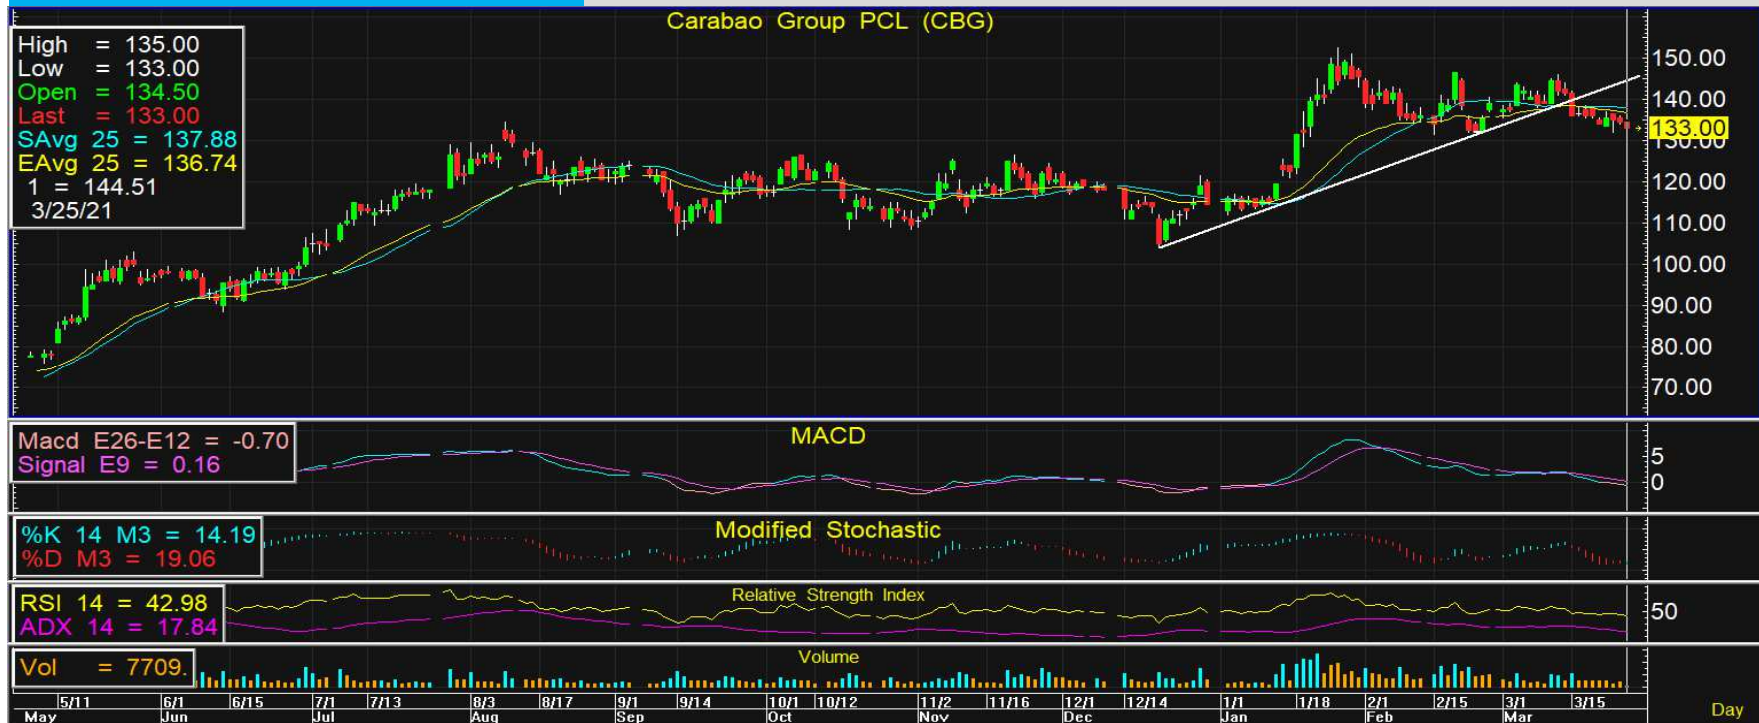 Carabao Group PCL (CBG)
High = 135.00
Low = 133.00
Open = 134.50
Last = 133.00
SAvg 25 = 137.88
EAvg 25 = 136.74
1 = 144.51
3/25/21
150.00
140.00
133.00
130.00
120.00
110.00
100.00
90.00
80.00
70.00
MACD
Macd E26-E12 = -0.70
Signal E9 = 0.16
5
0
Modified Stochastic
%K 14 M3 = 14.19
%D M3 = 19.06
Relative Strength Index
RSI 14 = 42.98
ADX 14 = 17.84
50
Volume
Vol = 7709.
5/11 6/1 6/15 7/1 7/13 8/3 8/17 9/1 9/14 10/1 10/12 11/2 11/16 12/1 12/14 1/1 1/18 2/1 2/15 3/1 3/15
May Jun Jul Aug Sep Oct Nov Dec Jan Feb Mar Day